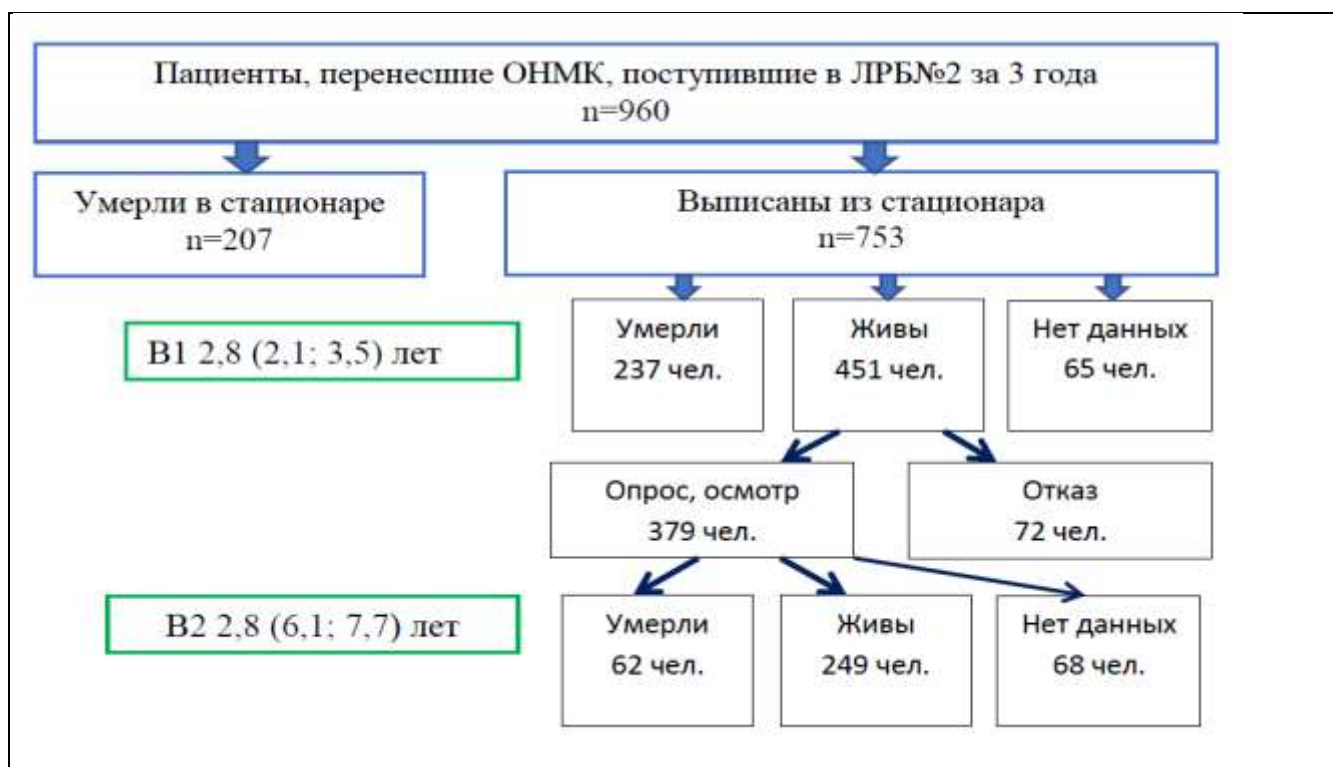 Пациенты, перенесшие ОНМК, поступившие в ЛРБ№2 за 3 года
n=960
Умерли в стационаре
n=207
Выписаны из стационара
n=753
В1 2,8 (2,1; 3,5) лет
Умерли
237 чел.
Живы
451 чел.
Нет данных
65 чел.
Опрос, осмотр
379 чел.
Отказ
72 чел.
В2 2,8 (6,1; 7,7) лет
Умерли
62 чел.
Живы
249 чел.
Нет данных
68 чел.